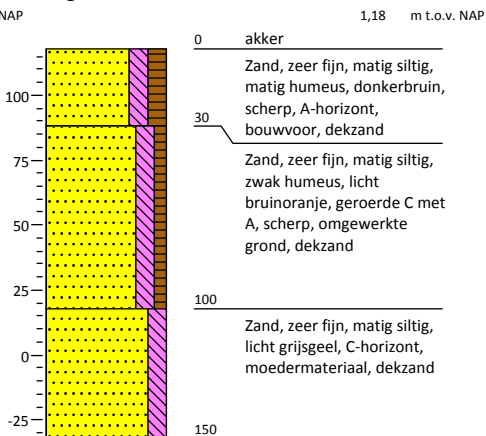 NAP 1,18 m t.o.v. NAP
0 akker
Zand, zeer fijn, matig siltig,
matig humeus, donkerbruin,
scherp, A-horizont,
bouwvoor, dekzand
100
30
Zand, zeer fijn, matig siltig,
zwak humeus, licht
bruinoranje, geroerde C met
A, scherp, omgewerkte
grond, dekzand
75
50
25
100
Zand, zeer fijn, matig siltig,
licht grijsgeel, C-horizont,
moedermateriaal, dekzand
0
-25
150